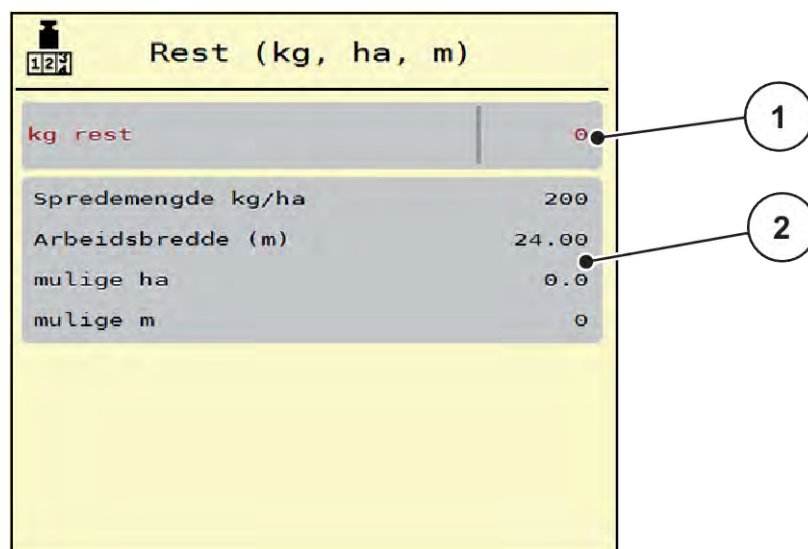 123
Rest (kg, ha, m)
kg rest 0
1
Spredemengde kg/ha 200
Arbeidsbredde (m) 24.00
2
mulige ha 0.0
mulige m 0